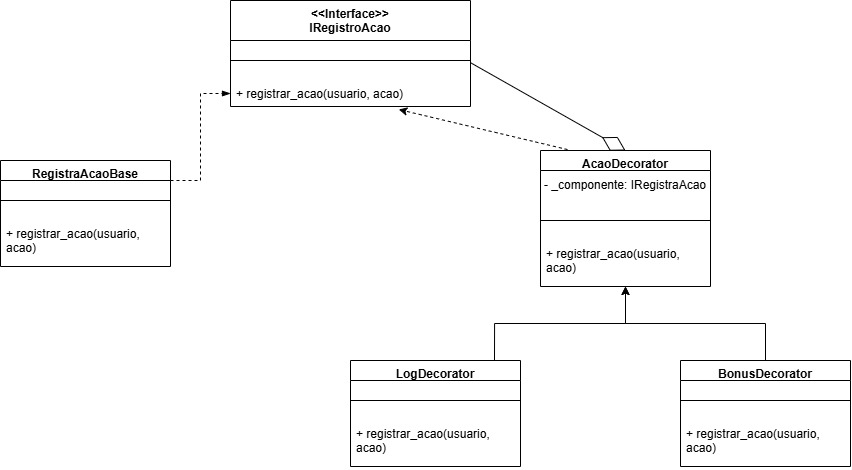 <<Interface>>
IRegistroAcao
+ registrar_acao(usuario, acao)
RegistraAcaoBase
+ registrar_acao(usuario,
acao)
AcaoDecorator
- _componente: IRegistraAcao
+ registrar_acao(usuario,
acao)
LogDecorator
+ registrar_acao(usuario,
acao)
BonusDecorator
+ registrar_acao(usuario,
acao)